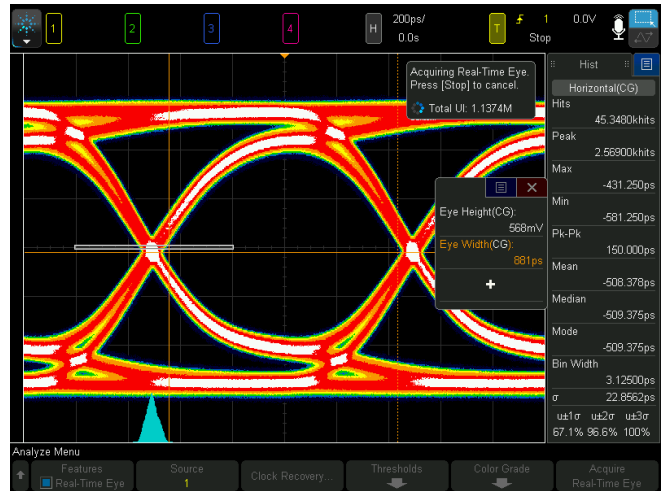 1
2
3
4
H
200ps/
0.0s
T
1
0.0V
Stop
Acquiring Real-Time Eye.
Press [Stop] to cancel.
Total UI: 1.1374M
Eye Height(CG):
568mV
Eye Width(CG):
881ps
Hist
Horizontal(CG)
Hits
45.3480khits
Peak
2.56900khits
Max
-431.250ps
Min
-581.250ps
Pk-Pk
150.000ps
Mean
-508.378ps
Median
-509.375ps
Mode
-509.375ps
Bin Width
3.12500ps
σ
22.8562ps
u±1σ u±2σ u±3σ
67.1% 96.6% 100%
Analyze Menu
Features
Real-Time Eye
Source
1
Clock Recovery...
Thresholds
Color Grade
Acquire
Real-Time Eye